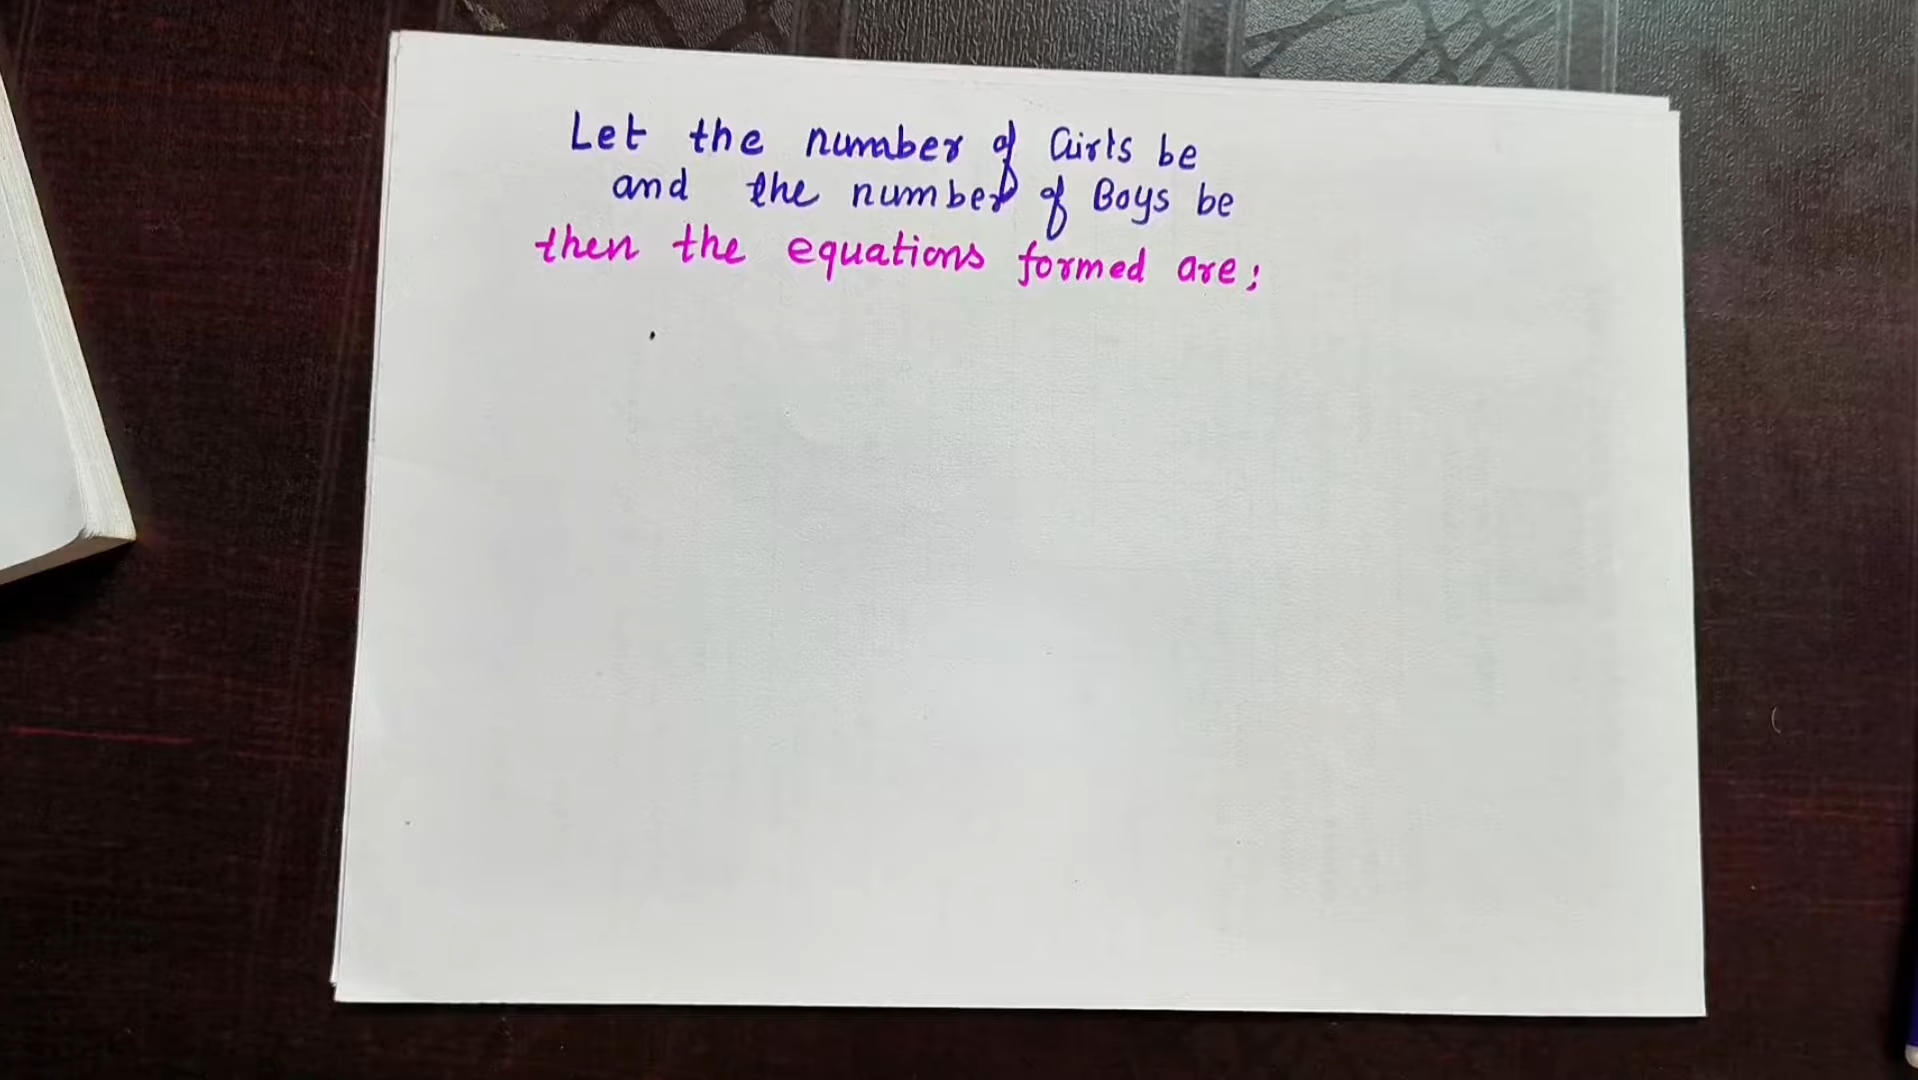 Let the number of Girls be
and the number of Boys be
then the equations formed are;